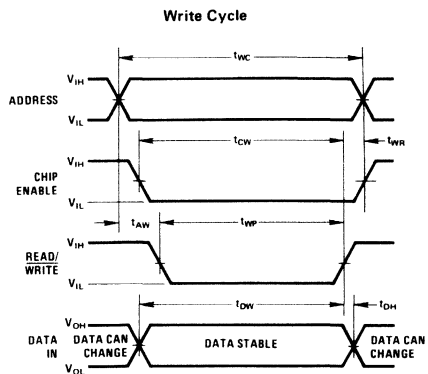 Write Cycle
tWC
VIH
ADDRESS
VIL
tCW
tWR
VIH
CHIP
ENABLE
VIL
tAW
tWP
VIH
READ/
WRITE
VIL
tDW
tDH
VOH
DATA
IN
DATA CAN
CHANGE
DATA STABLE
DATA CAN
CHANGE
VOL